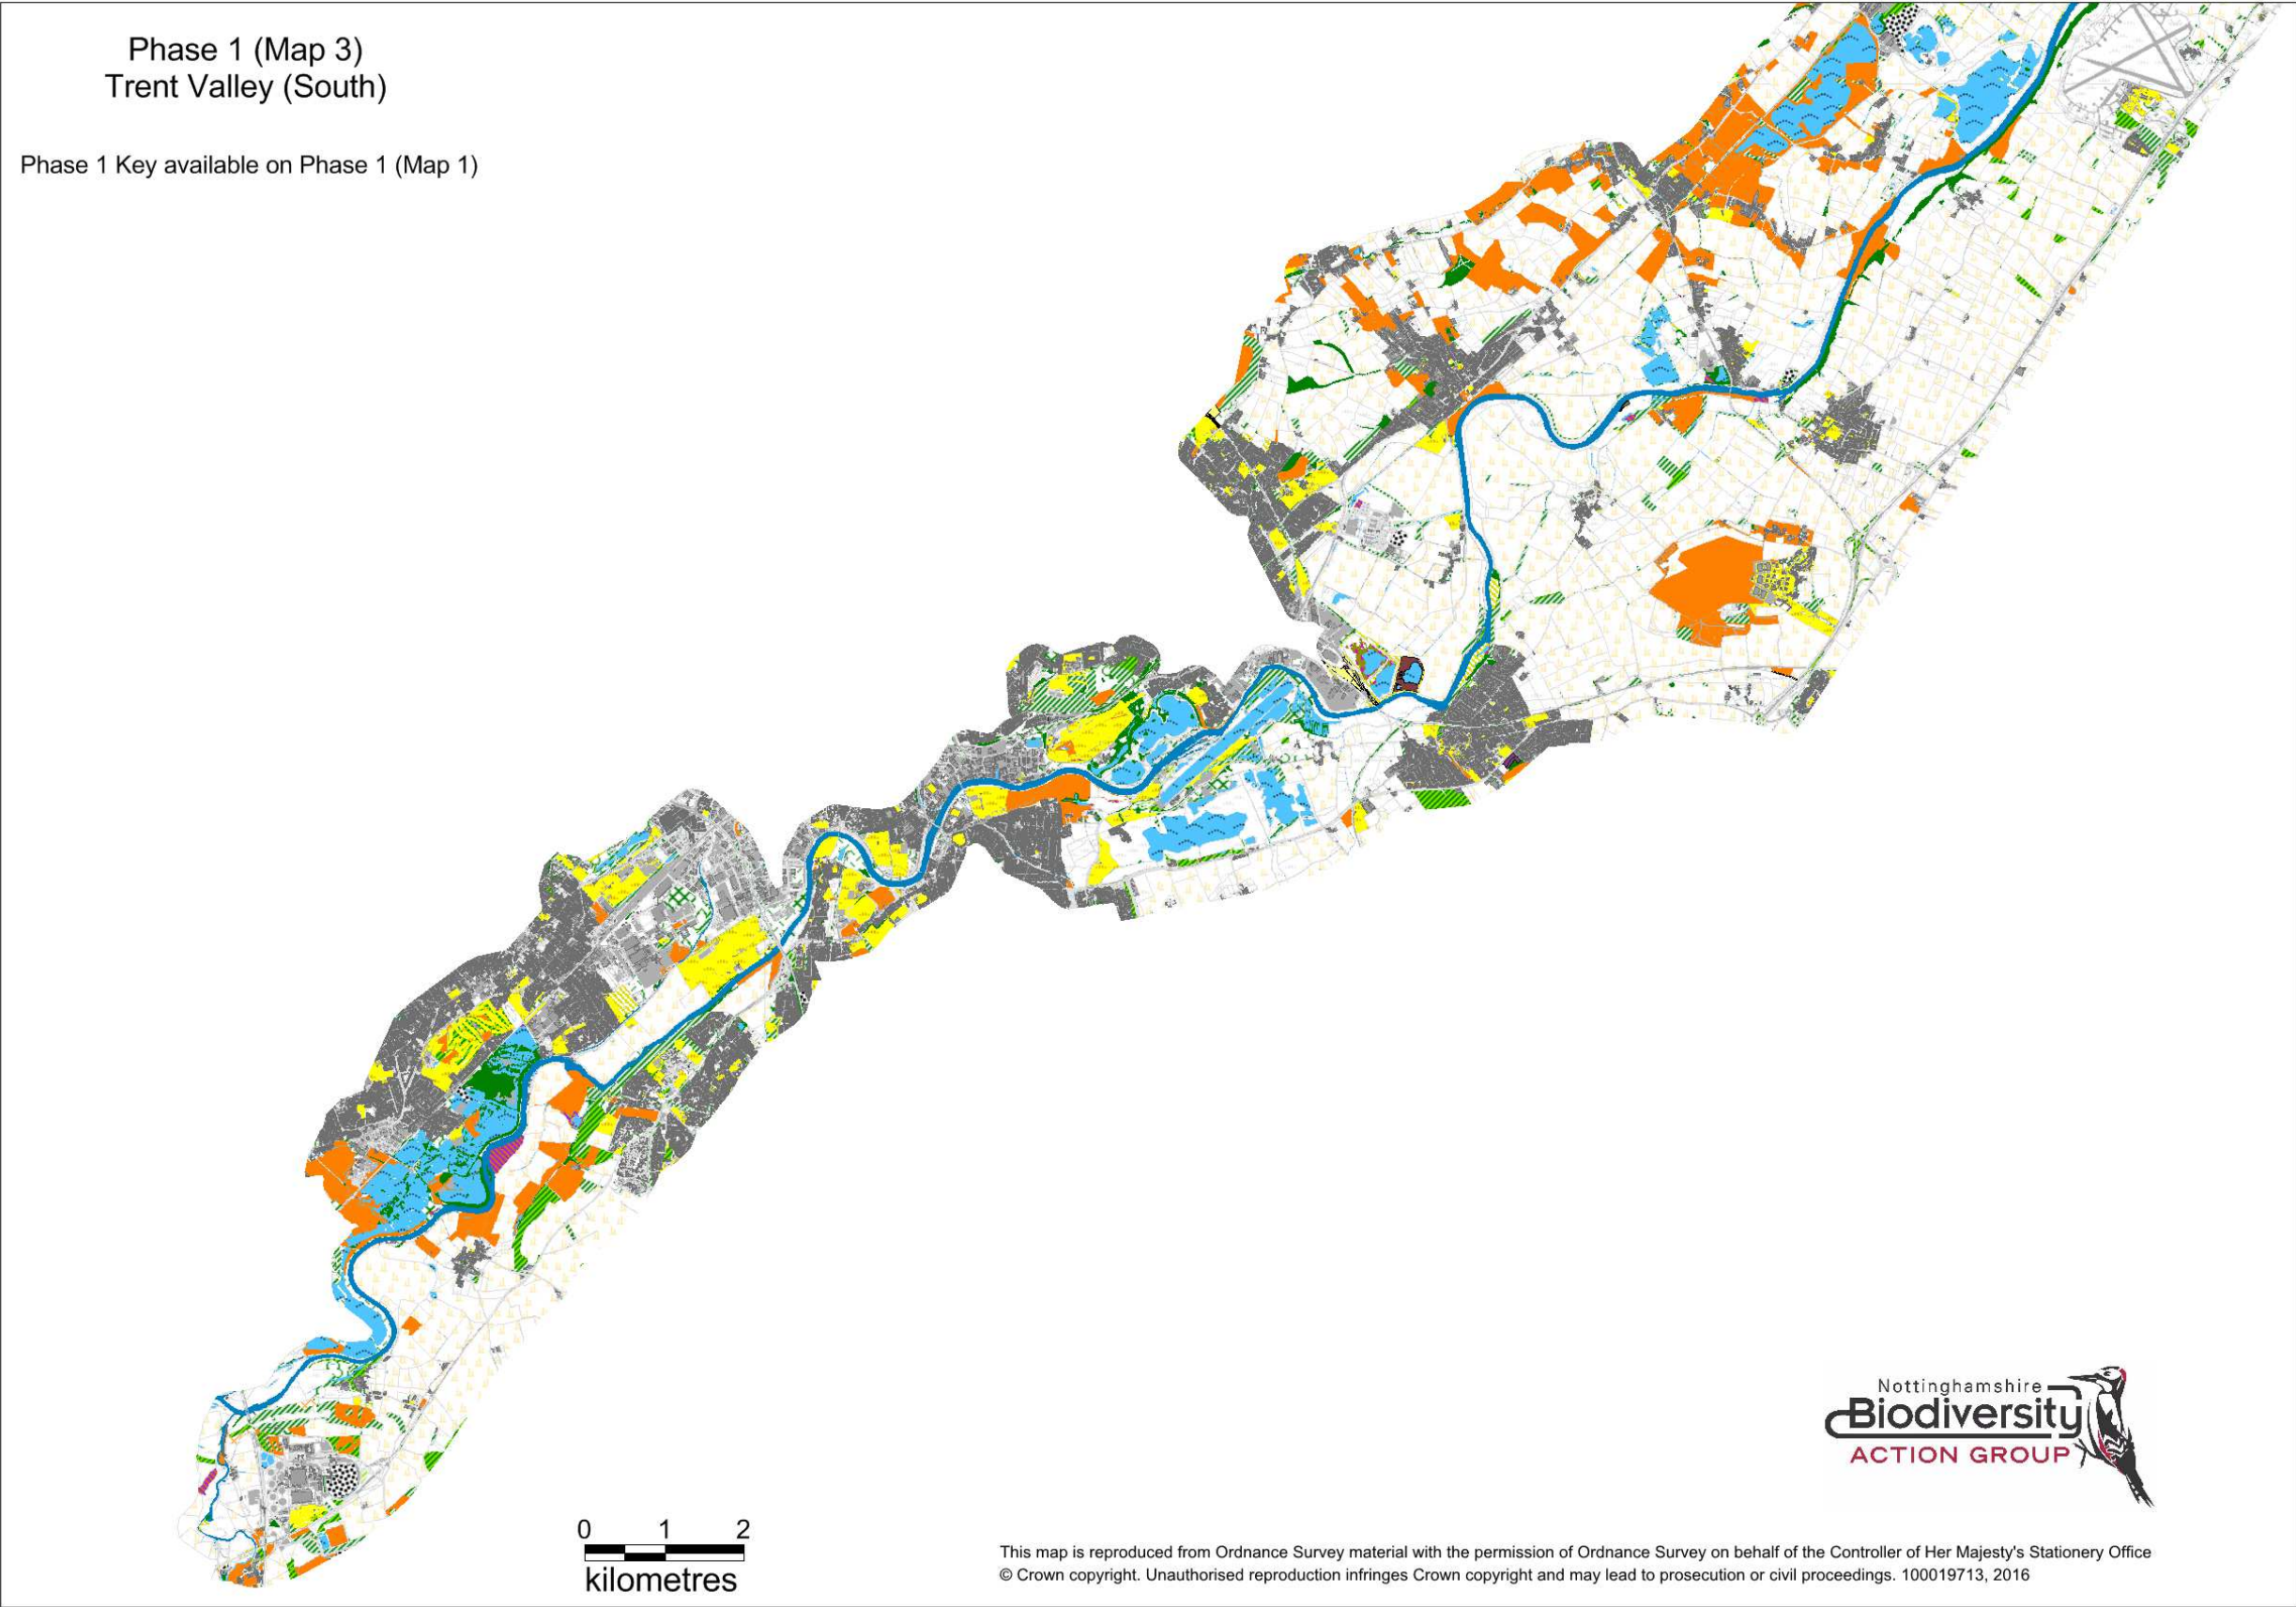 Phase 1 (Map 3)
Trent Valley (South)
Phase 1 Key available on Phase 1 (Map 1)
0 1 2
kilometres
Nottinghamshire
Biodiversity
ACTION GROUP
This map is reproduced from Ordnance Survey material with the permission of Ordnance Survey on behalf of the Controller of Her Majesty's Stationery Office
© Crown copyright. Unauthorised reproduction infringes Crown copyright and may lead to prosecution or civil proceedings. 100019713, 2016